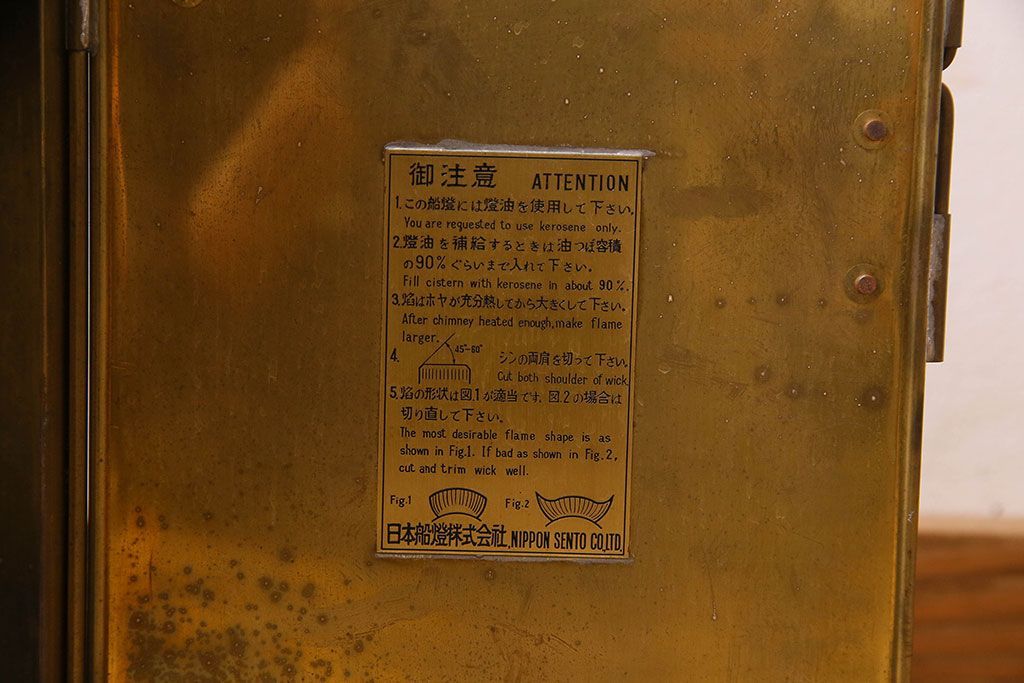 御注意 ATTENTION
1.この船燈には燈油を使用して下さい。
You are requested to use kerosene only.
2.燈油を補給するときは油つぼ容積
の90%ぐらいまで入れて下さい。
Fill cistern with kerosene in about 90%.
3.焰はホヤが充分熱してから大きくして下さい。
After chimney heated enough,make flame
larger.
4. 45°-60° シンの両肩を切って下さい。
Cut both shoulder of wick
5.焰の形状は図.1が適当です.図.2の場合は
切り直して下さい。
The most desirable flame shape is as
shown in Fig.1. If bad as shown in Fig.2,
cut and trim wick well.
Fig.1 Fig.2
日本船燈株式会社.NIPPON SENTO CO.,LTD.